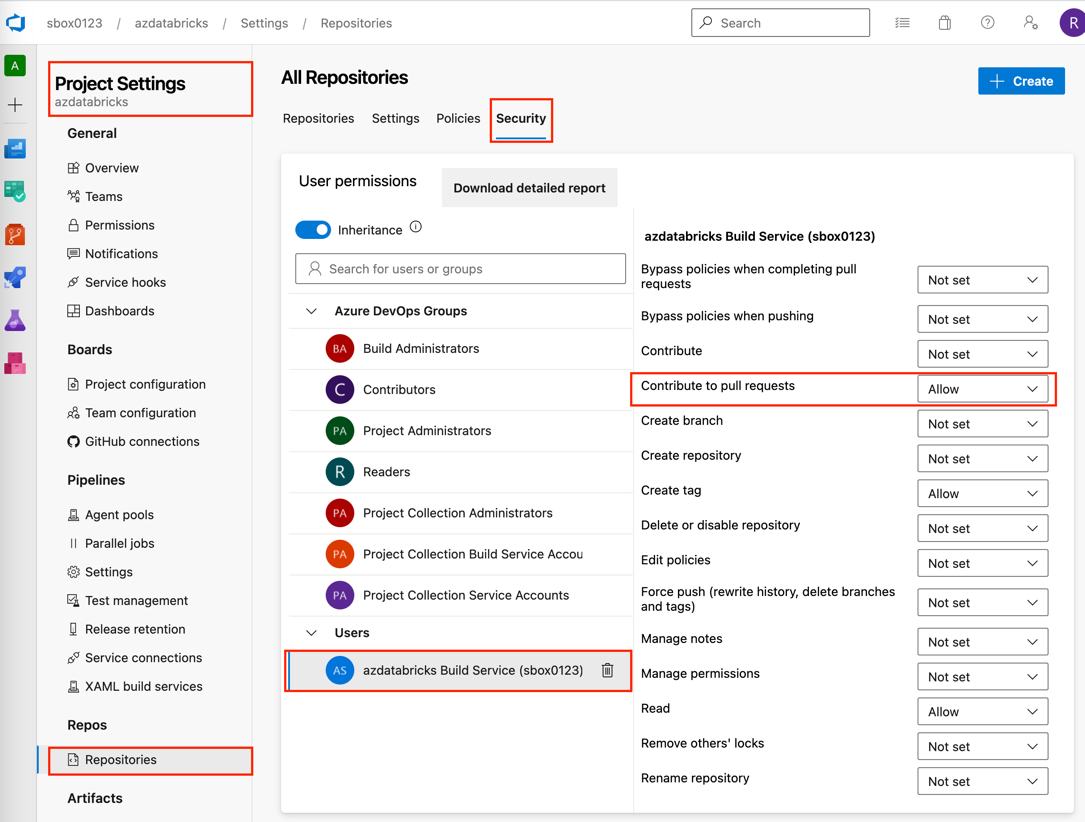 sbox0123 / azdatabricks / Settings / Repositories
Search
R
A
Project Settings
azdatabricks
General
Overview
Teams
Permissions
Notifications
Service hooks
Dashboards
Boards
Project configuration
Team configuration
GitHub connections
Pipelines
Agent pools
Parallel jobs
Settings
Test management
Release retention
Service connections
XAML build services
Repos
Repositories
Artifacts
All Repositories
Create
Repositories Settings Policies Security
User permissions
Download detailed report
Inheritance
Search for users or groups
Azure DevOps Groups
BA Build Administrators
C Contributors
PA Project Administrators
R Readers
PA Project Collection Administrators
PA Project Collection Build Service Accou
PA Project Collection Service Accounts
Users
AS azdatabricks Build Service (sbox0123)
azdatabricks Build Service (sbox0123)
Bypass policies when completing pull
requests
Not set
Bypass policies when pushing Not set
Contribute Not set
Contribute to pull requests Allow
Create branch Not set
Create repository Not set
Create tag Allow
Delete or disable repository Not set
Edit policies Not set
Force push (rewrite history, delete branches
and tags)
Not set
Manage notes Not set
Manage permissions Not set
Read Allow
Remove others' locks Not set
Rename repository Not set